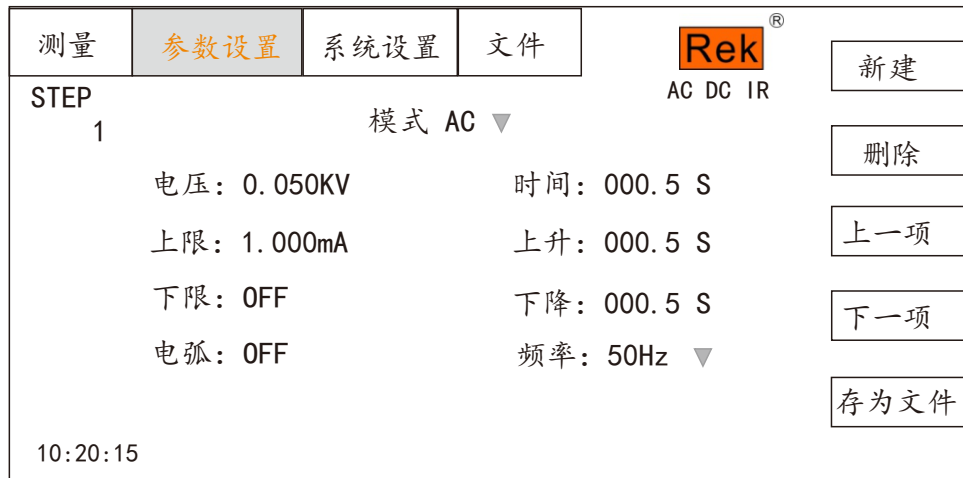 测量 参数设置 系统设置 文件
Rek®
AC DC IR
新建
STEP
1
模式 AC ▼
删除
电压: 0.050KV 时间: 000.5 S
上一项
上限: 1.000mA 上升: 000.5 S
下限: OFF 下降: 000.5 S
下一项
电弧: OFF 频率: 50Hz ▼
存为文件
10:20:15